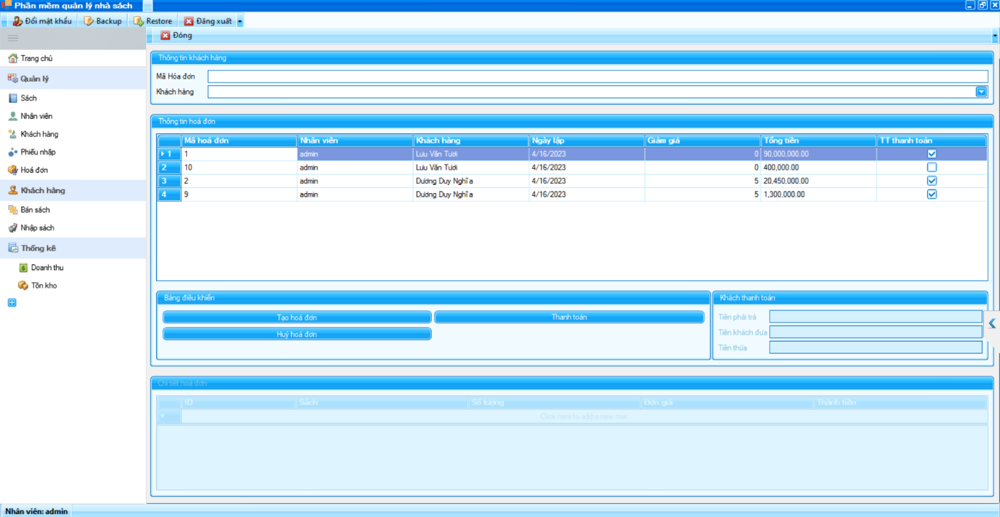 Phần mềm quản lý nhà sách
Đổi mật khẩu Backup Restore Đăng xuất
Đóng
Trang chủ
Quản lý
Sách
Nhân viên
Khách hàng
Phiếu nhập
Hoá đơn
Khách hàng
Bán sách
Nhập sách
Thống kê
Doanh thu
Tồn kho
Thông tin khách hàng
Mã Hóa đơn
Khách hàng
Thông tin hoá đơn
Mã hoá đơn Nhân viên Khách hàng Ngày lập Giảm giá Tổng tiền TT thanh toán
1 1 admin Lưu Văn Tươi 4/16/2023 0 90,000,000.00
2 10 admin Lưu Văn Tươi 4/16/2023 0 400,000.00
3 2 admin Dương Duy Nghĩa 4/16/2023 5 20,450,000.00
4 9 admin Dương Duy Nghĩa 4/16/2023 5 1,300,000.00
Bảng điều khiển
Tạo hoá đơn Thanh toán
Huỷ hoá đơn
Khách thanh toán
Tiền phải trả
Tiền khách đưa
Tiền thừa
Chi tiết hoá đơn
ID Sách Số lượng Đơn giá Thành tiền
Click here to add a new row
Nhân viên: admin